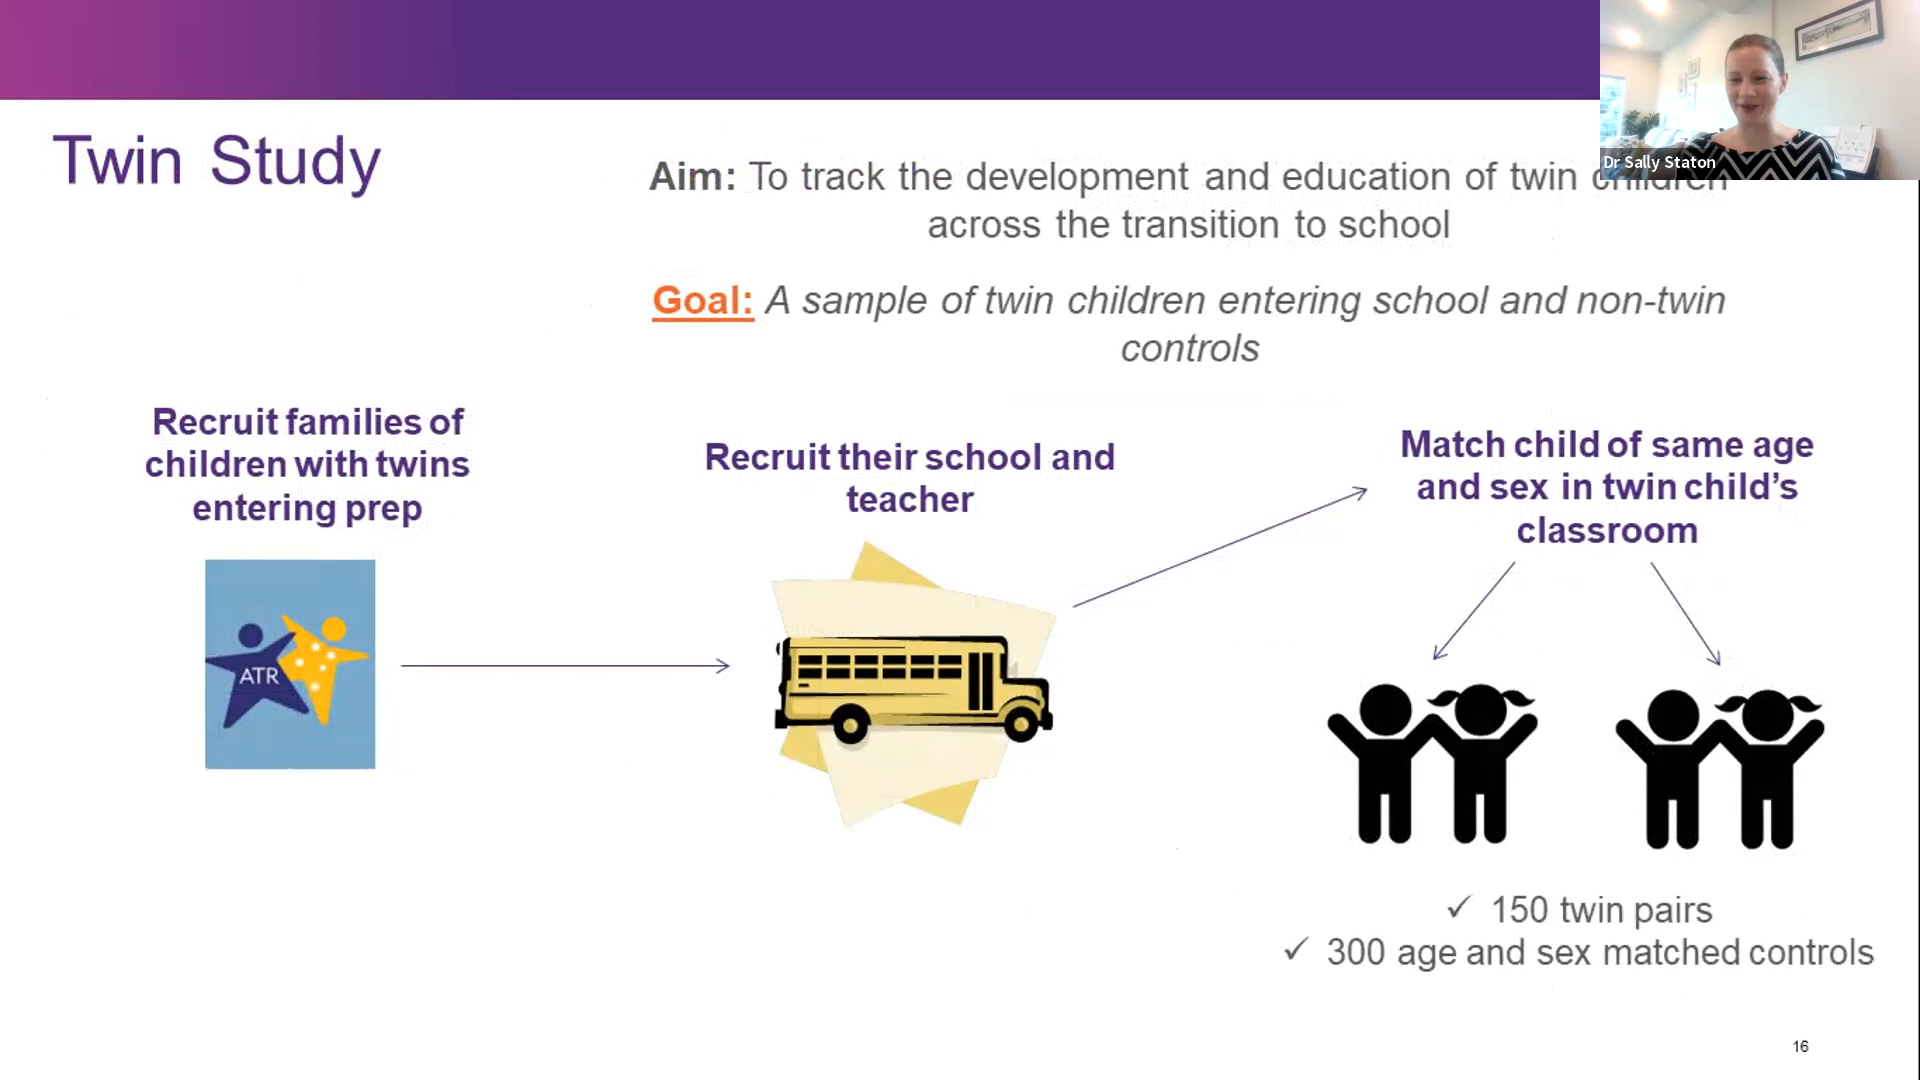 Dr Sally Staton
Twin Study
Aim: To track the development and education of twin children
across the transition to school
Goal: A sample of twin children entering school and non-twin
controls
Recruit families of
children with twins
entering prep
Recruit their school and
teacher
Match child of same age
and sex in twin child's
classroom
ATR
✓ 150 twin pairs
✓ 300 age and sex matched controls
16